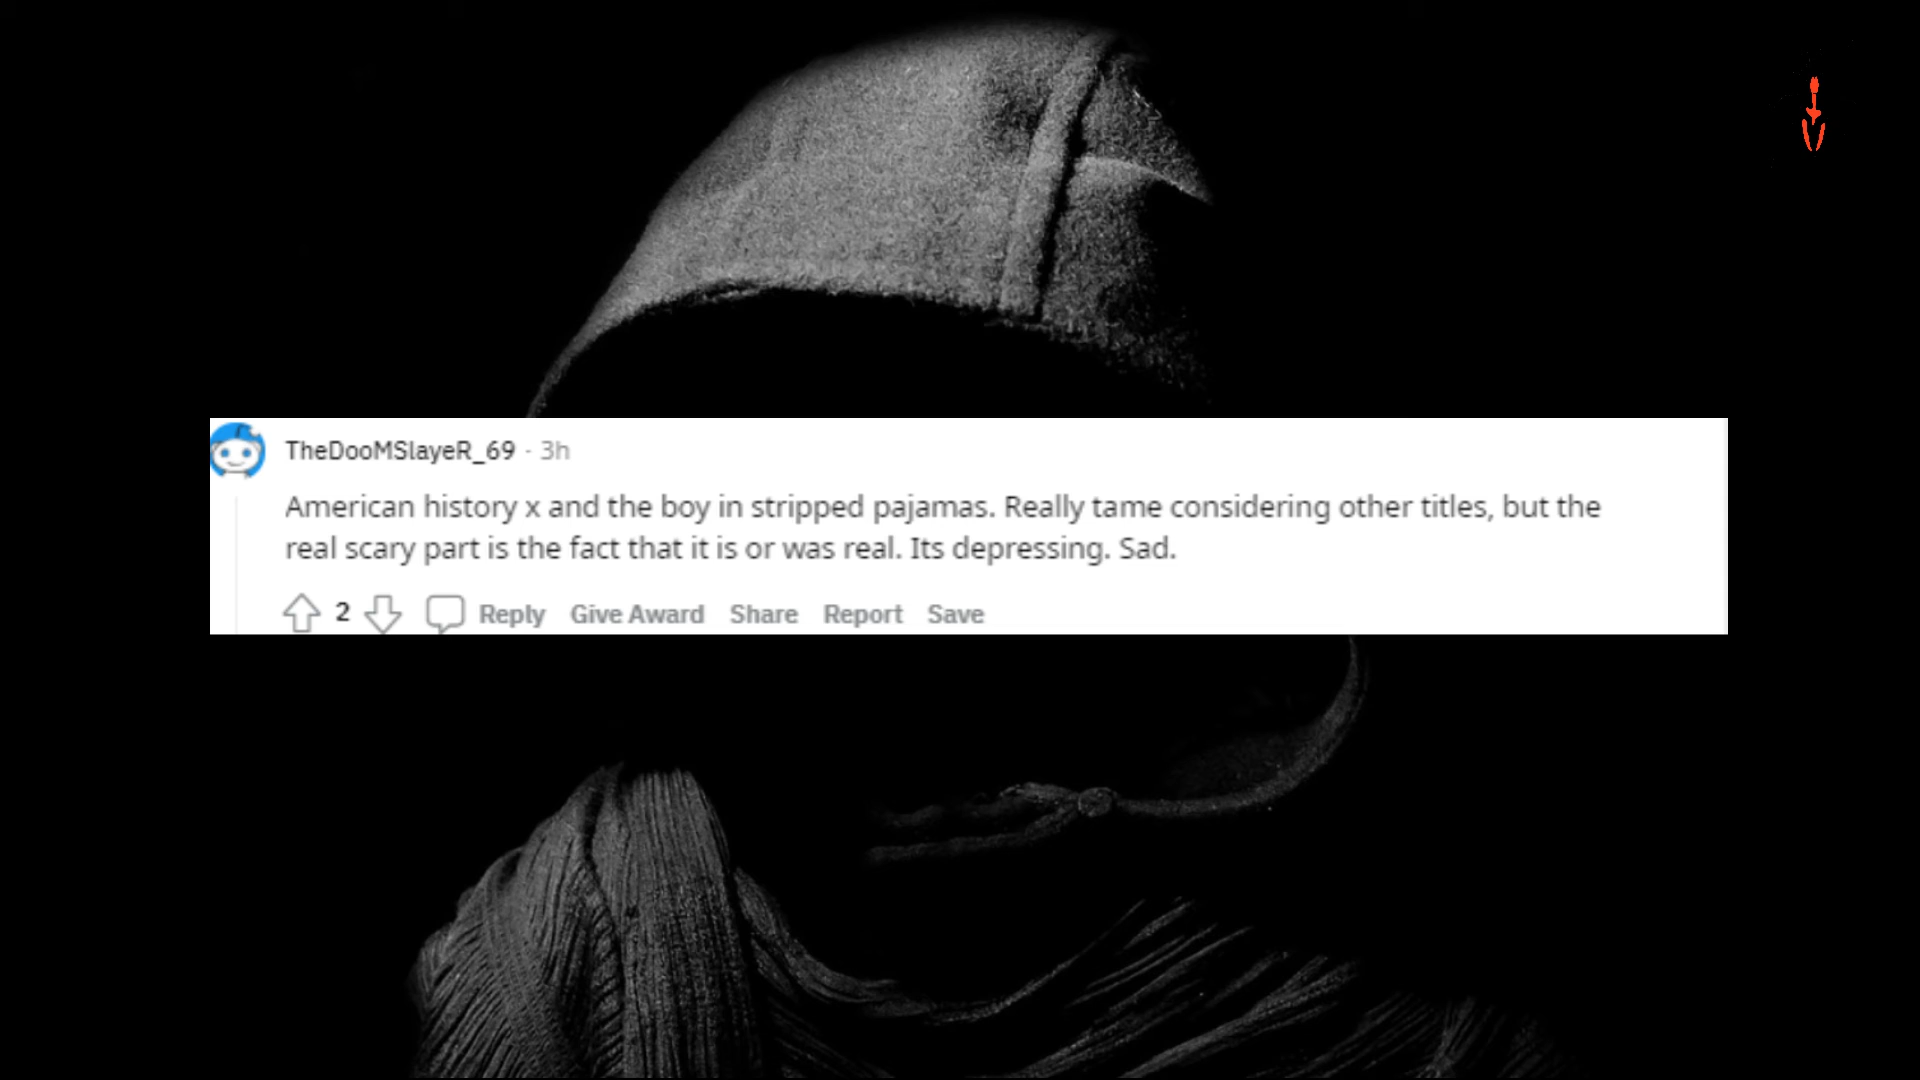 TheDooMSlayeR_69 · 3h
American history x and the boy in stripped pajamas. Really tame considering other titles, but the
real scary part is the fact that it is or was real. Its depressing. Sad.
2 Reply Give Award Share Report Save